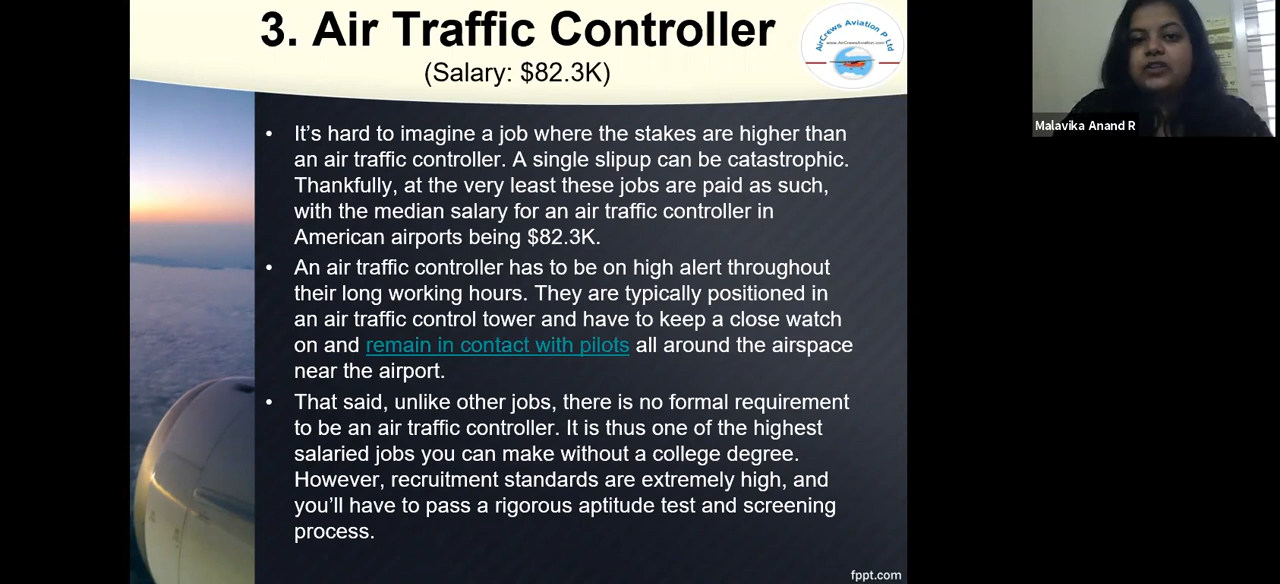 3. Air Traffic Controller
(Salary: $82.3K)
AirCrews Aviation P Ltd
www.AirCrewsAviation.com
Malavika Anand R
• It’s hard to imagine a job where the stakes are higher than
an air traffic controller. A single slipup can be catastrophic.
Thankfully, at the very least these jobs are paid as such,
with the median salary for an air traffic controller in
American airports being $82.3K.
• An air traffic controller has to be on high alert throughout
their long working hours. They are typically positioned in
an air traffic control tower and have to keep a close watch
on and remain in contact with pilots all around the airspace
near the airport.
• That said, unlike other jobs, there is no formal requirement
to be an air traffic controller. It is thus one of the highest
salaried jobs you can make without a college degree.
However, recruitment standards are extremely high, and
you’ll have to pass a rigorous aptitude test and screening
process.
fppt.com